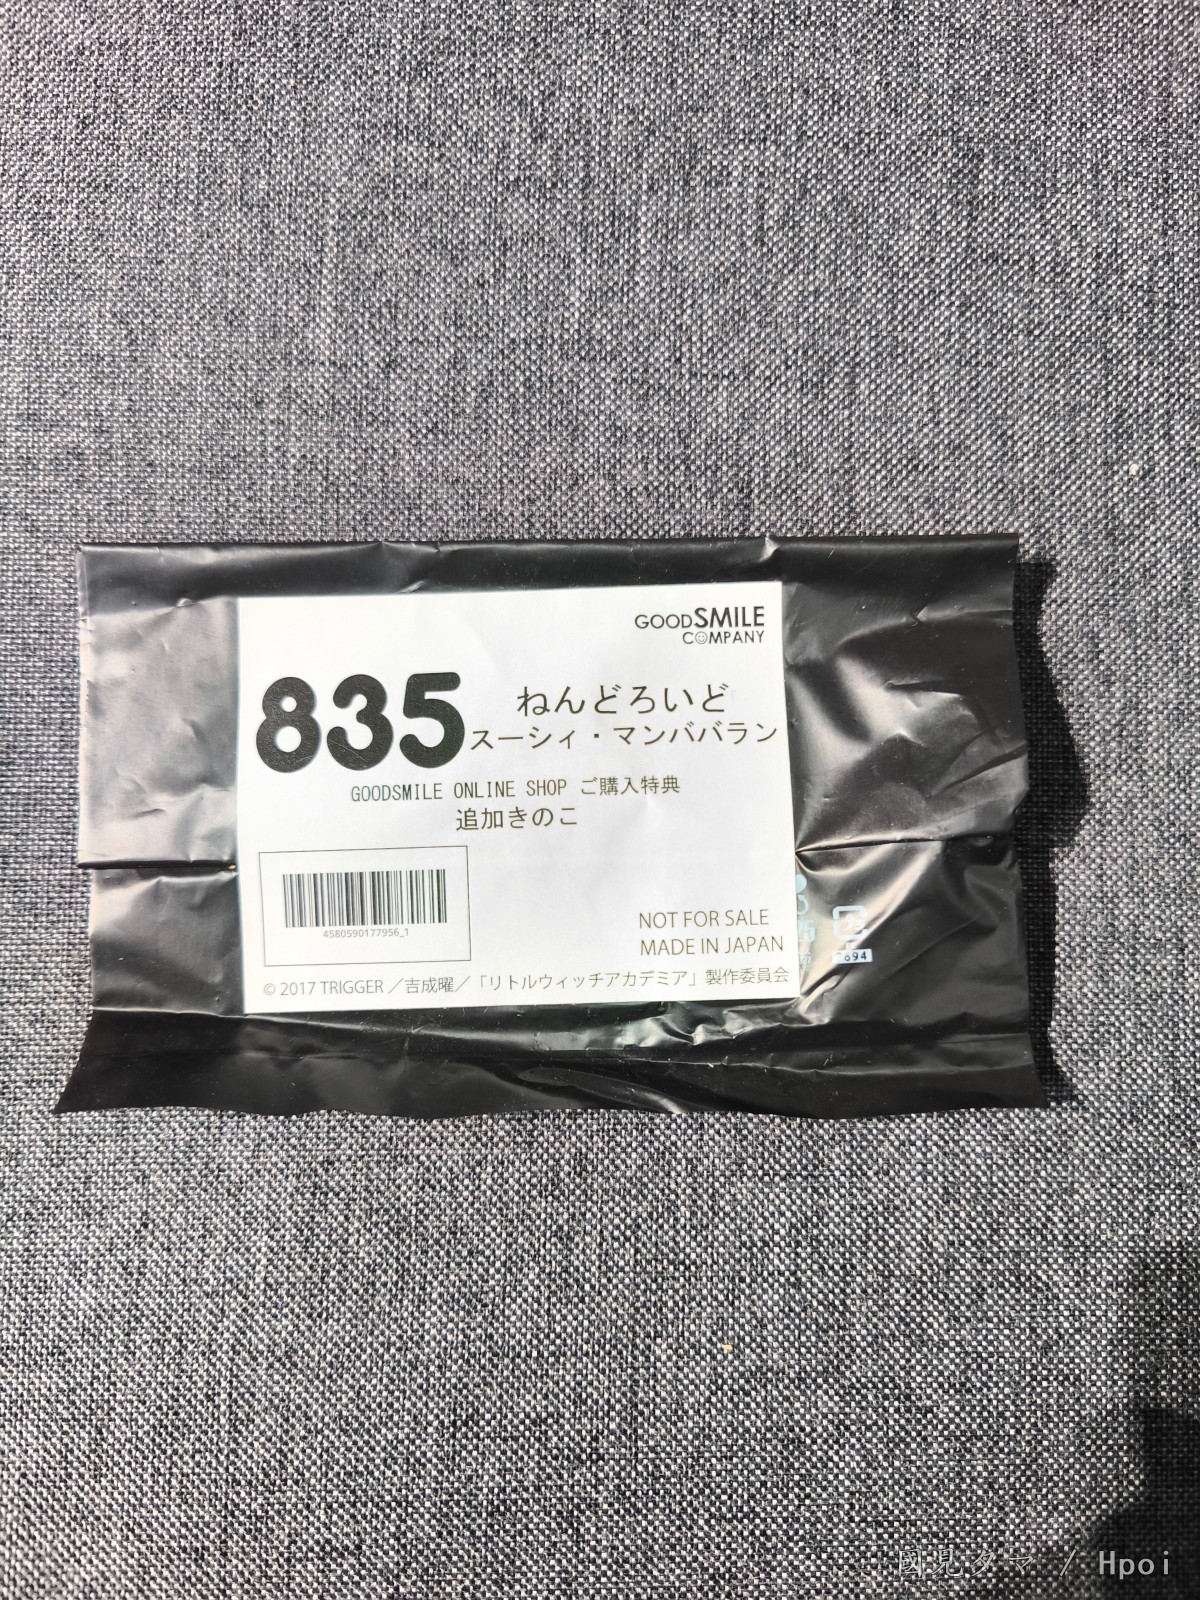 GOODSMILE
COMPANY
835
ねんどろいど
スーシィ・マンババラン
GOODSMILE ONLINE SHOP ご購入特典
追加きのこ
4580590177956_1
NOT FOR SALE
MADE IN JAPAN
© 2017 TRIGGER／吉成曜／「リトルウィッチアカデミア」製作委員会
694
國見タマ / Hpoi